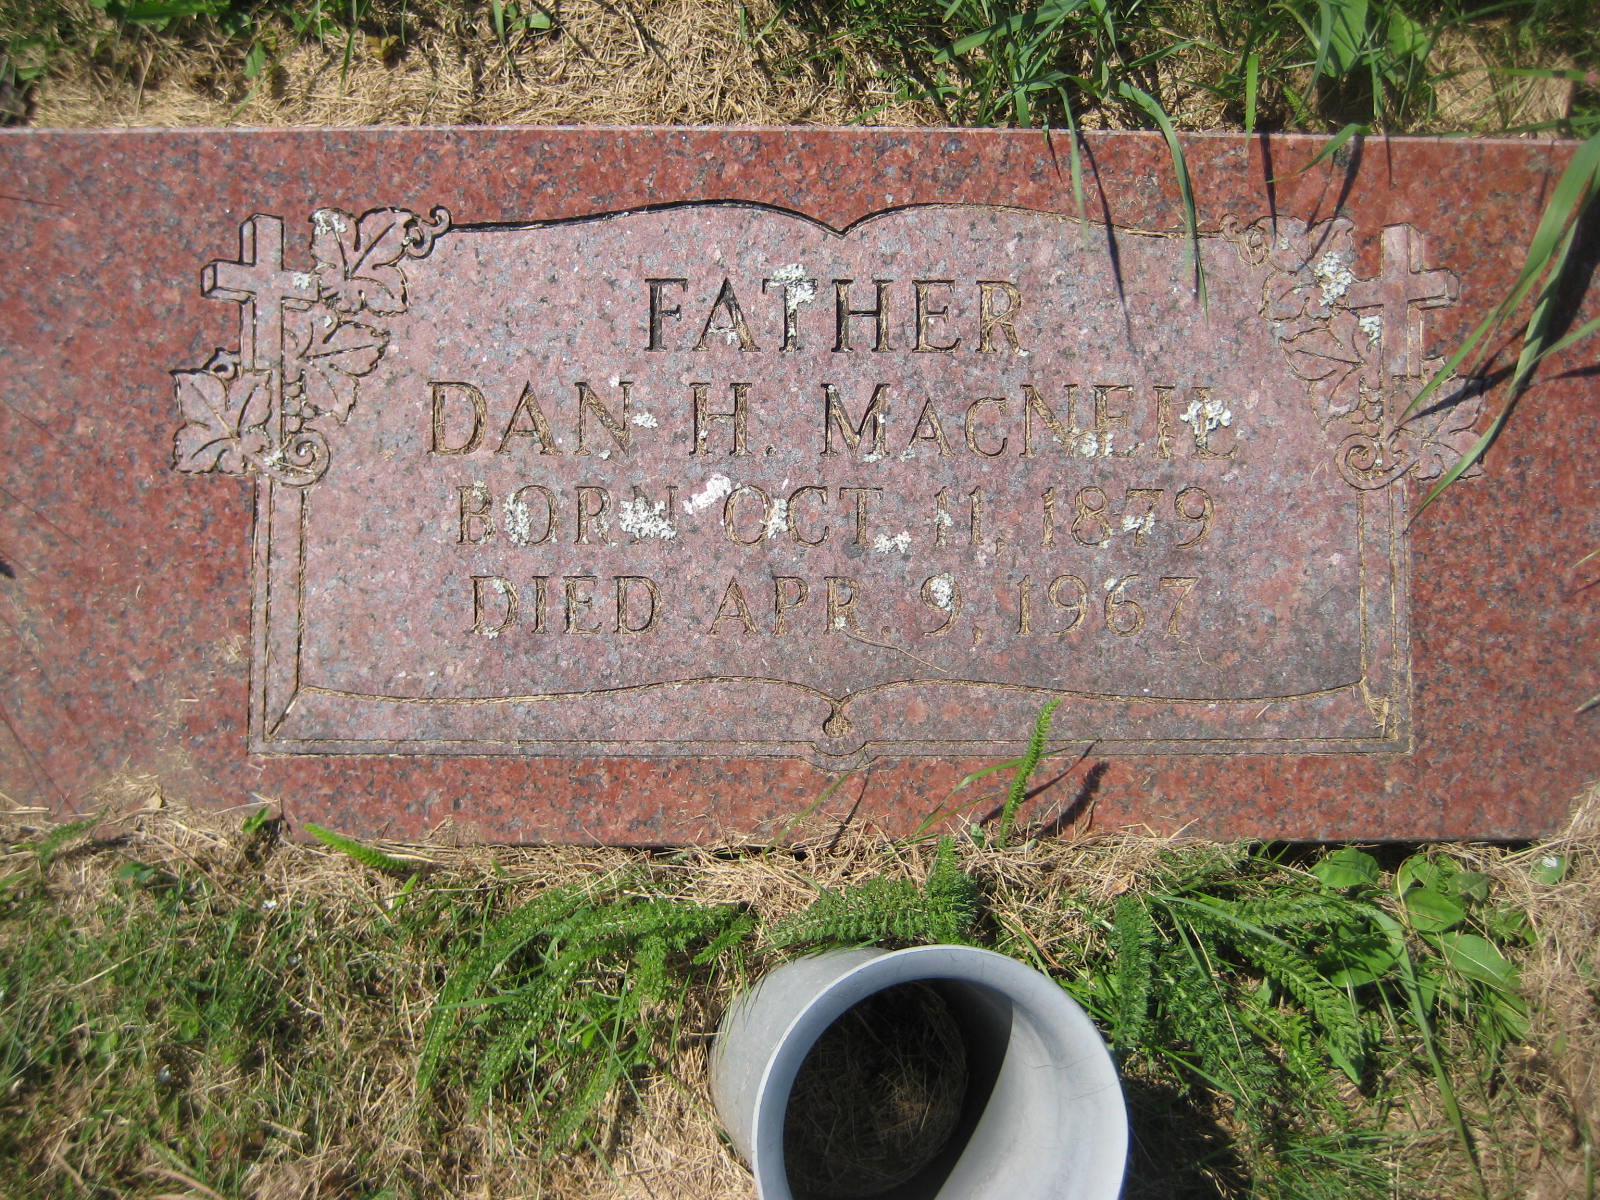 FATHER
DAN H. MACNEIL
BORN OCT. 11, 1879
DIED APR. 9, 1967